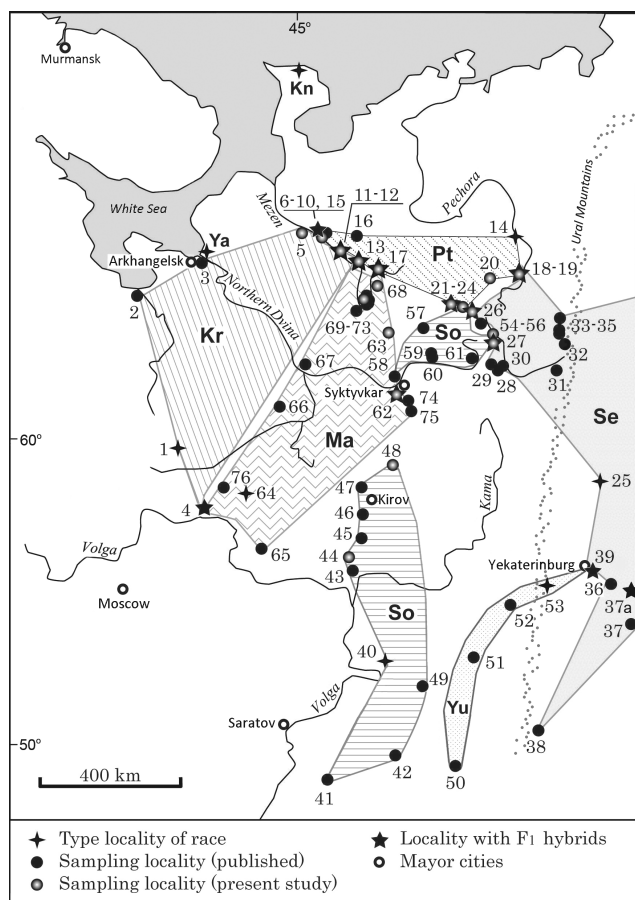 45°
Murmansk
Kn
White Sea
Mezen
Pechora
Ural Mountains
6-10, 15
11-12
16
14
Ya
5
13
17
Pt
Arkhangelsk
3
20
18-19
2
Northern Dvina
68
21-24
26
69-73
57
So
54-56
33-35
Kr
63
27
32
67
59
61
30
58
60
29
28
31
Syktyvkar
66
62
74
75
60°
Ma
Se
1
48
76
64
47
Kirov
Kama
25
4
46
Volga
65
45
44
Yekaterinburg
39
43
Moscow
53
36
37a
So
52
37
40
51
49
Volga
Yu
Saratov
38
50°
42
50
400 km
41
Type locality of race
Locality with F1 hybrids
Sampling locality (published)
Mayor cities
Sampling locality (present study)